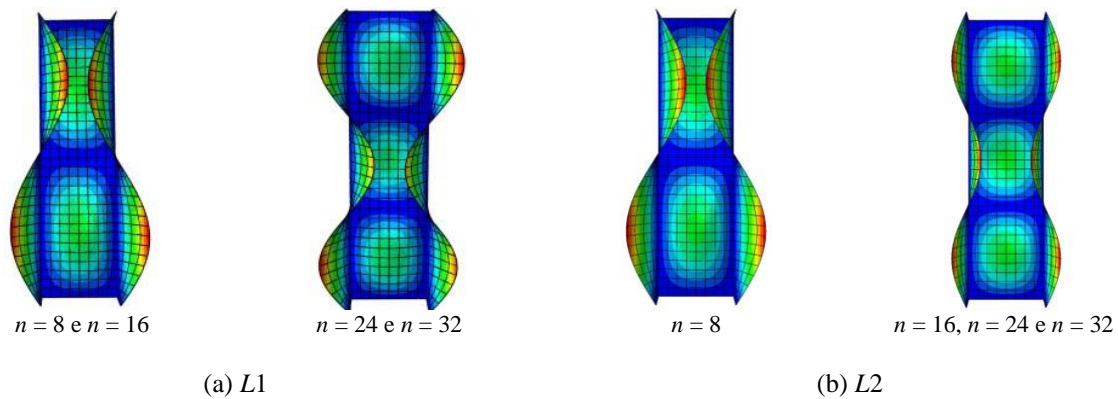 n = 8 e n = 16
n = 24 e n = 32
n = 8
n = 16, n = 24 e n = 32
(a) L1
(b) L2